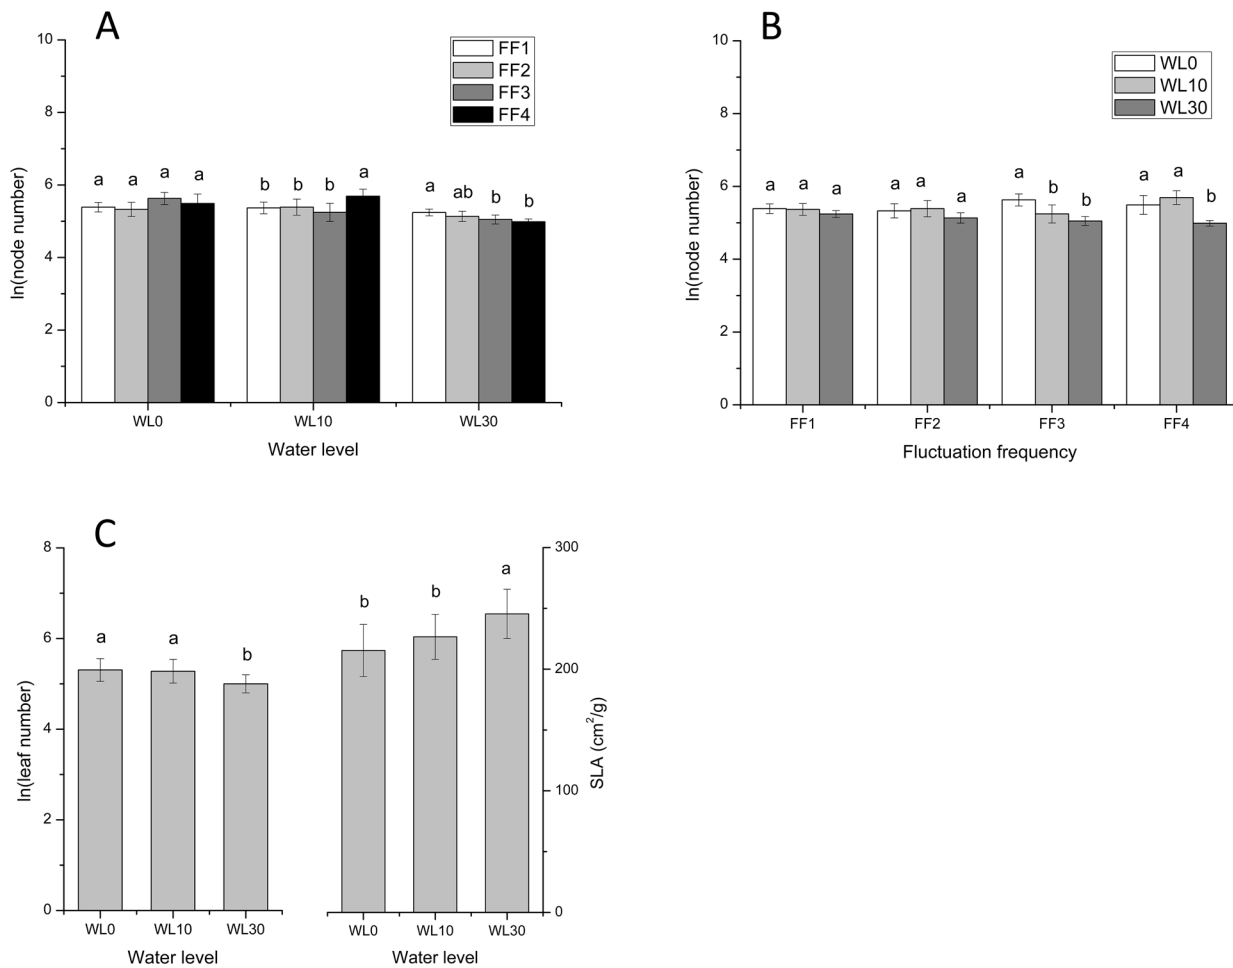 A
10
8
6
4
2
0
ln(node number)
FF1
FF2
FF3
FF4
a a a a
b b b a
a ab b b
WL0 WL10 WL30
Water level
B
10
8
6
4
2
0
ln(node number)
WL0
WL10
WL30
a a a
a a a
a b b
a a b
FF1 FF2 FF3 FF4
Fluctuation frequency
C
8
6
4
2
0
ln(leaf number)
a a b
WL0 WL10 WL30
Water level
b b a
300
200
100
0
SLA (cm²/g)
WL0 WL10 WL30
Water level